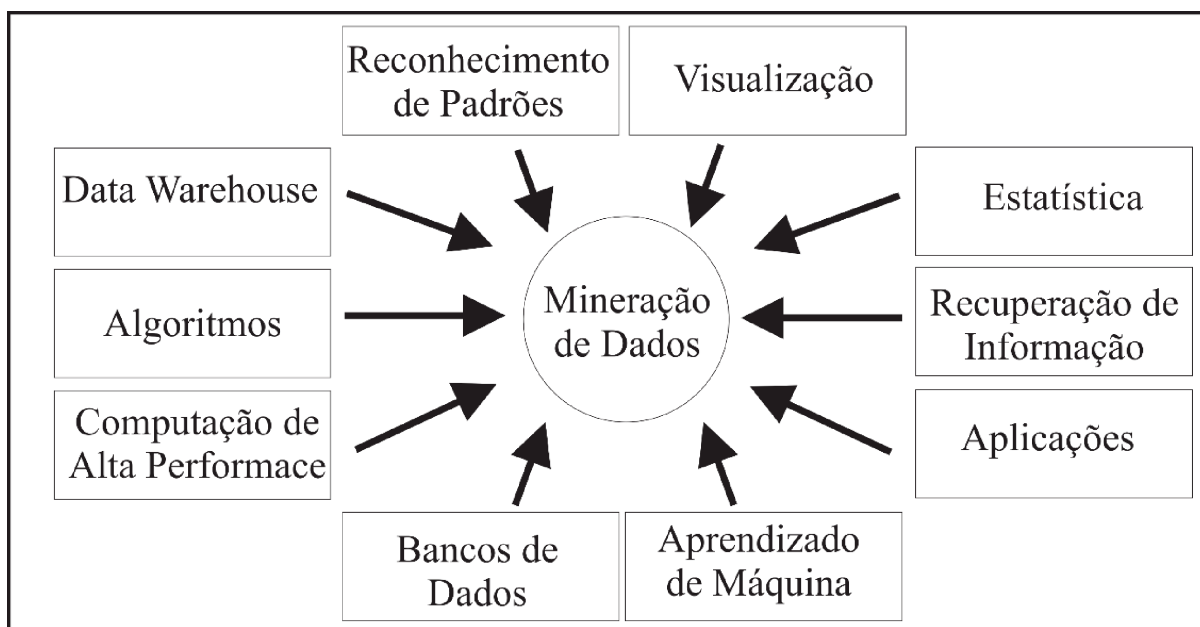 Reconhecimento
de Padrões
Visualização
Data Warehouse
Estatística
Algoritmos
Mineração
de Dados
Recuperação de
Informação
Computação de
Alta Performace
Aplicações
Bancos de
Dados
Aprendizado
de Máquina